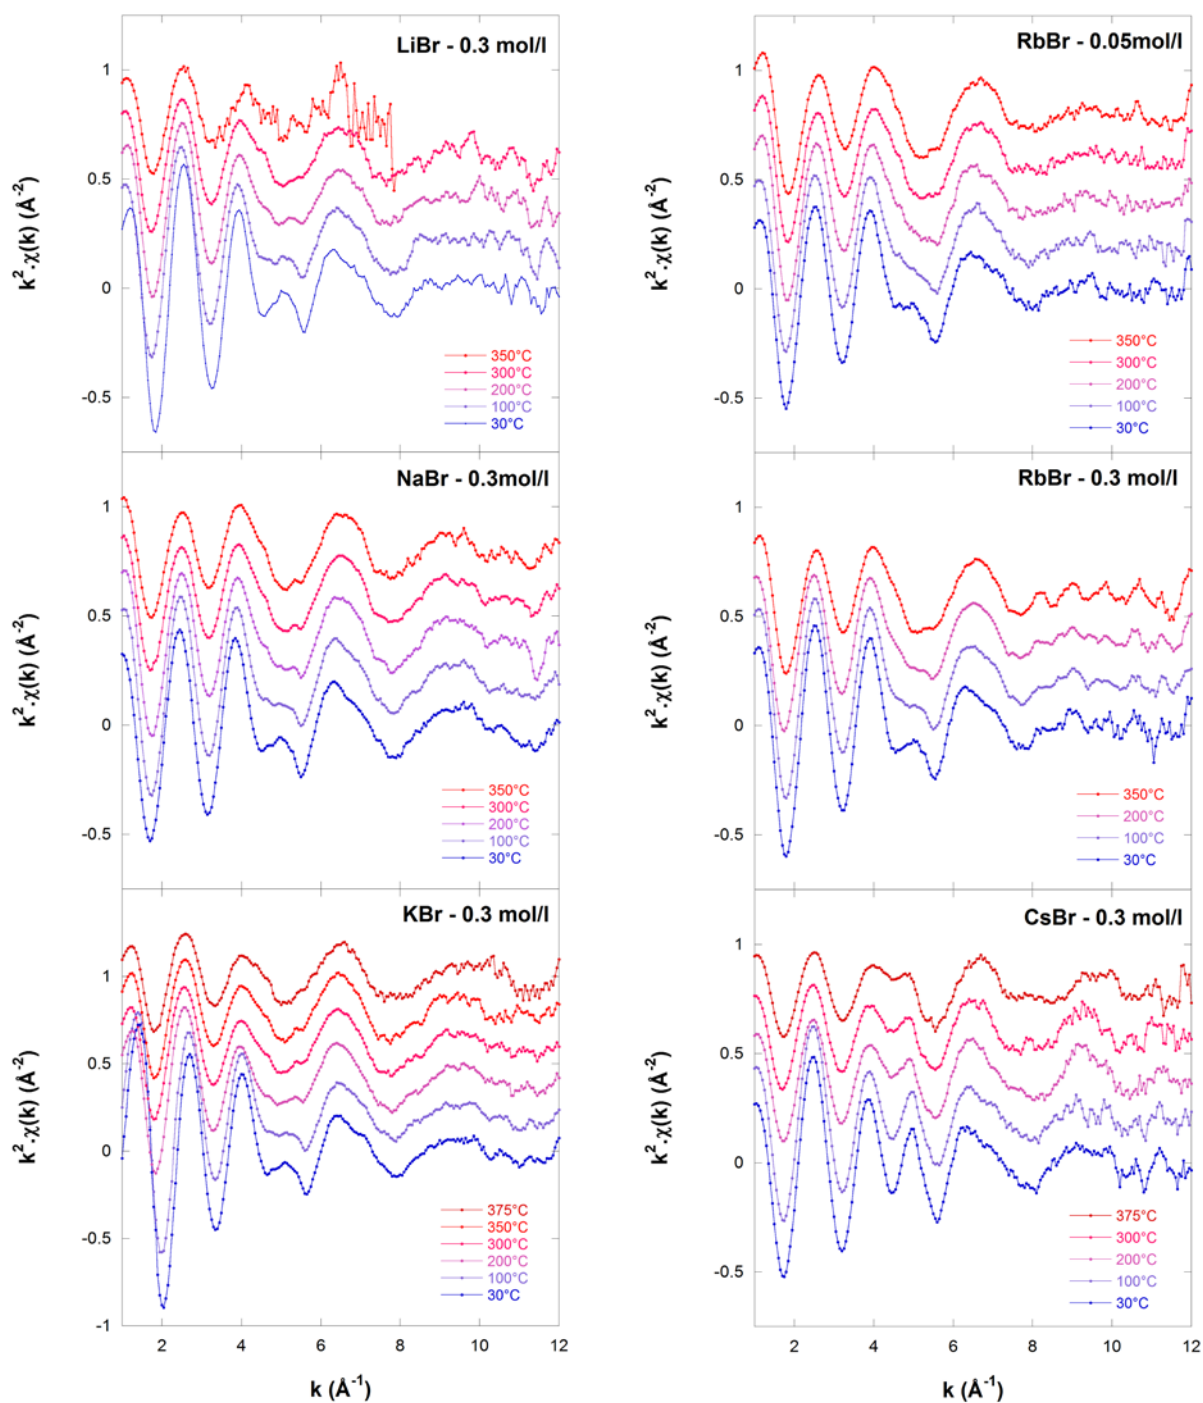 LiBr - 0.3 mol/l
1
0.5
0
-0.5
k².χ(k) (Å⁻²)
350°C
300°C
200°C
100°C
30°C
RbBr - 0.05mol/l
1
0.5
0
-0.5
k².χ(k) (Å⁻²)
350°C
300°C
200°C
100°C
30°C
NaBr - 0.3mol/l
1
0.5
0
-0.5
k².χ(k) (Å⁻²)
350°C
300°C
200°C
100°C
30°C
RbBr - 0.3 mol/l
1
0.5
0
-0.5
k².χ(k) (Å⁻²)
350°C
200°C
100°C
30°C
KBr - 0.3 mol/l
1
0.5
0
-0.5
-1
k².χ(k) (Å⁻²)
375°C
350°C
300°C
200°C
100°C
30°C
2 4 6 8 10 12
k (Å⁻¹)
CsBr - 0.3 mol/l
1
0.5
0
-0.5
k².χ(k) (Å⁻²)
375°C
300°C
200°C
100°C
30°C
2 4 6 8 10 12
k (Å⁻¹)